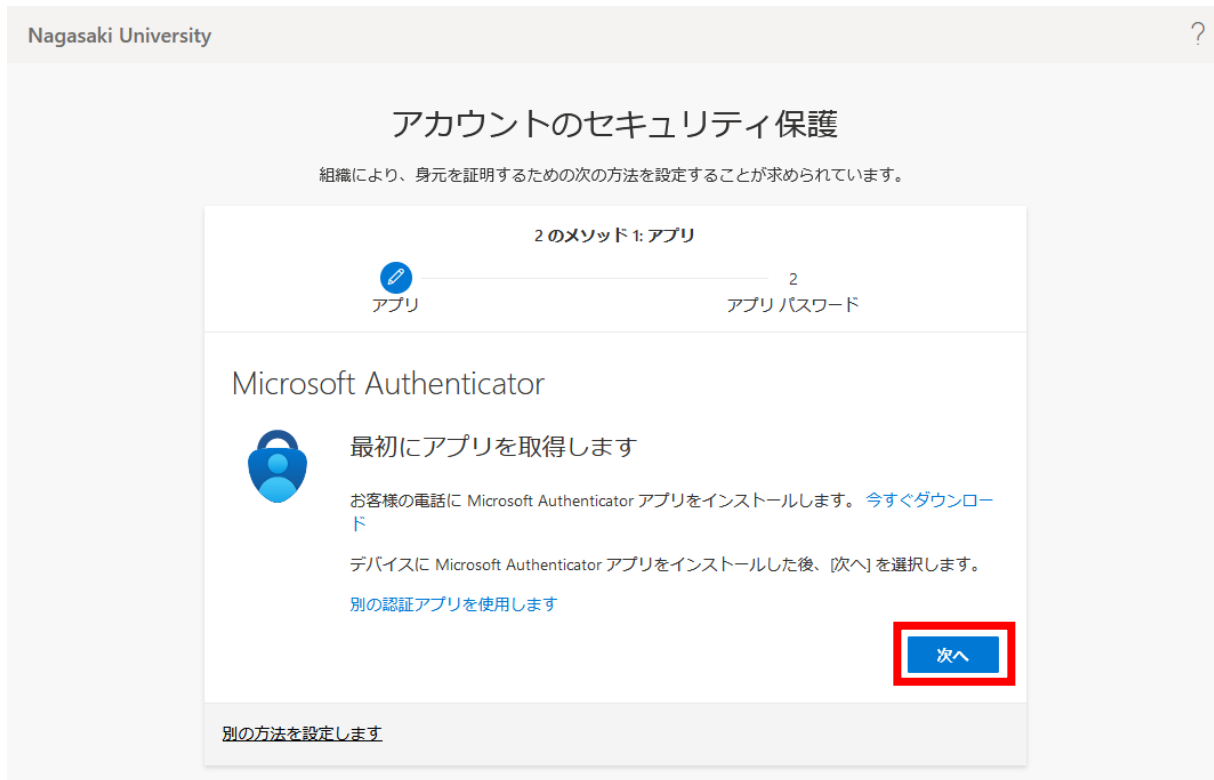 Nagasaki University
?
アカウントのセキュリティ保護
組織により、身元を証明するための次の方法を設定することが求められています。
2 のメソッド 1: アプリ
アプリ
2
アプリ パスワード
Microsoft Authenticator
最初にアプリを取得します
お客様の電話に Microsoft Authenticator アプリをインストールします。 今すぐダウンロー
ド
デバイスに Microsoft Authenticator アプリをインストールした後、[次へ] を選択します。
別の認証アプリを使用します
次へ
別の方法を設定します